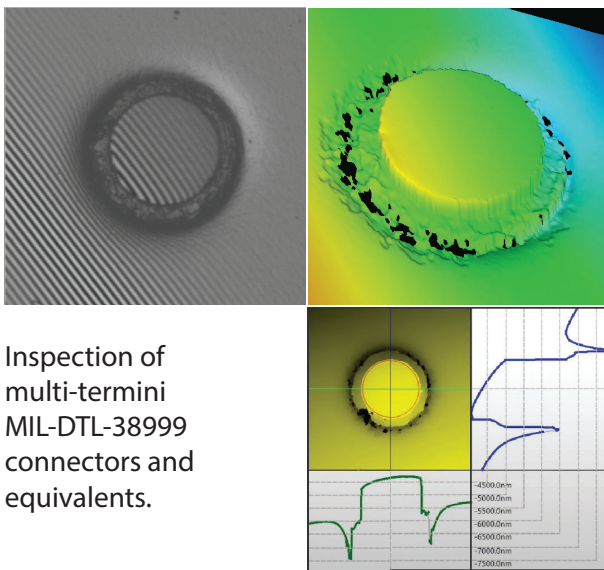 Inspection of
multi-termini
MIL-DTL-38999
connectors and
equivalents.
-4500.0nm
-5000.0nm
-5500.0nm
-6000.0nm
-6500.0nm
-7000.0nm
-7500.0nm